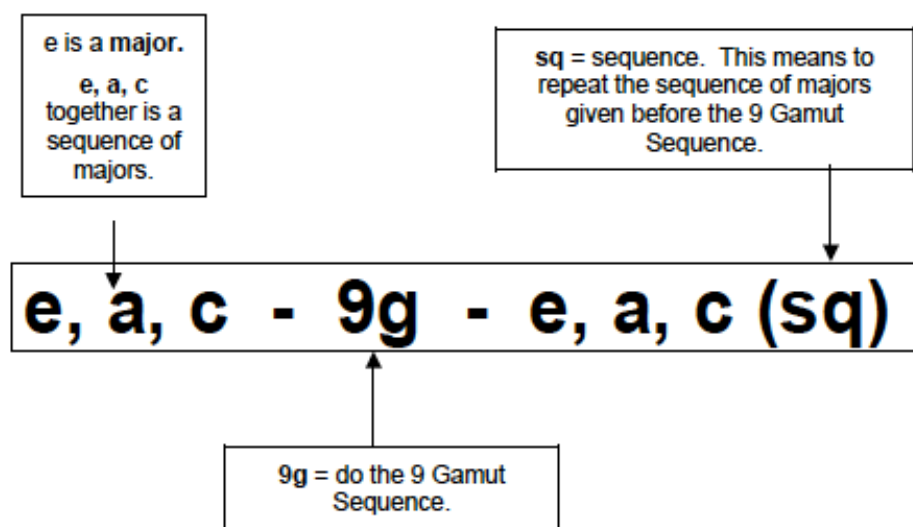 e is a major.
e, a, c
together is a
sequence of
majors.
sq = sequence. This means to
repeat the sequence of majors
given before the 9 Gamut
Sequence.
e, a, c - 9g - e, a, c (sq)
9g = do the 9 Gamut
Sequence.